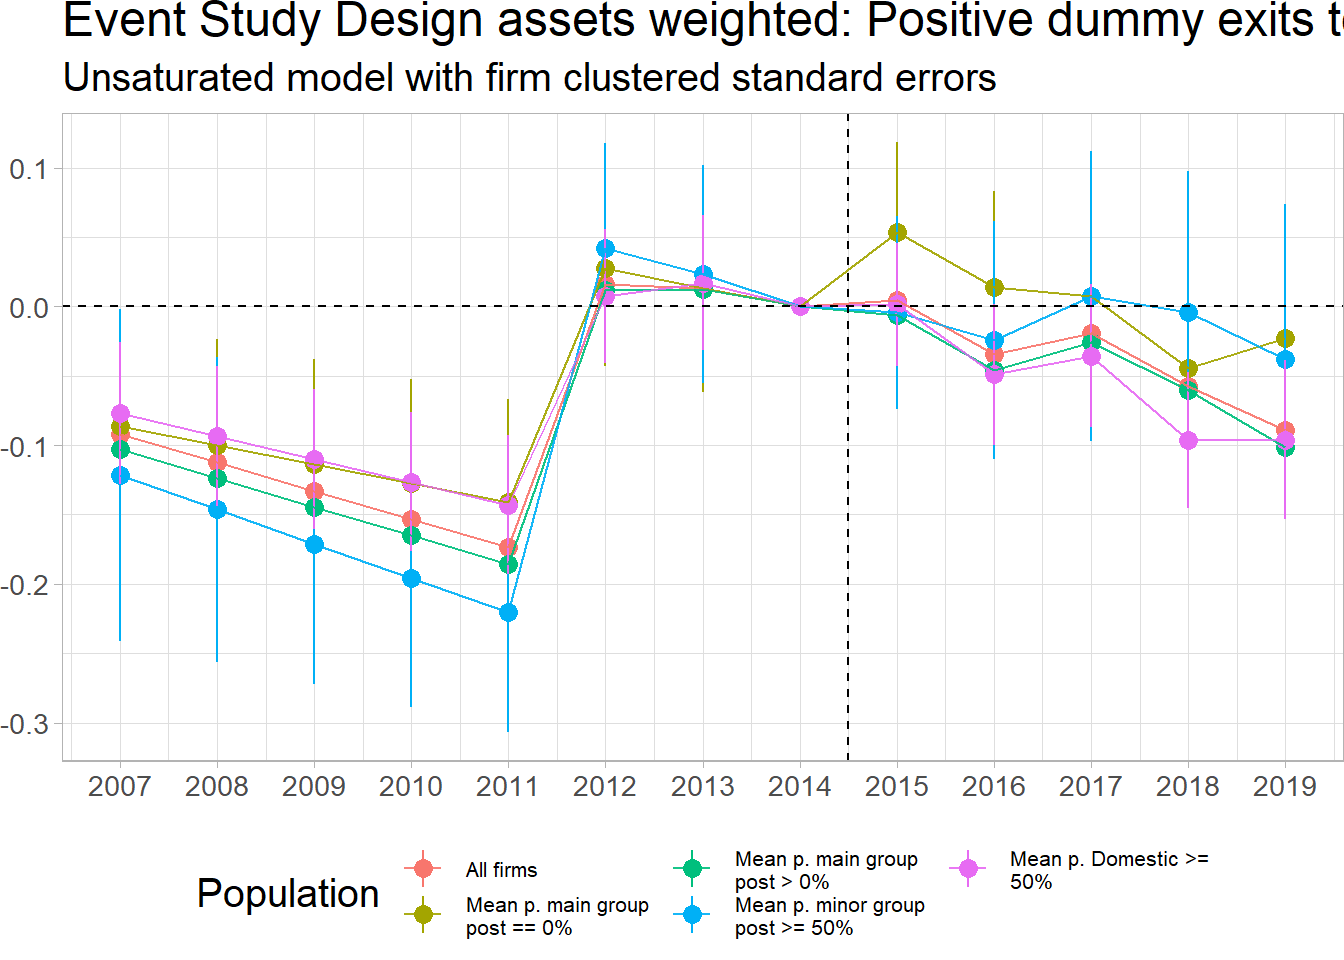 Event Study Design assets weighted: Positive dummy exits
Unsaturated model with firm clustered standard errors
0.1
0.0
-0.1
-0.2
-0.3
2007 2008 2009 2010 2011 2012 2013 2014 2015 2016 2017 2018 2019
Population
All firms
Mean p. main group
post == 0%
Mean p. main group
post > 0%
Mean p. minor group
post >= 50%
Mean p. Domestic >=
50%